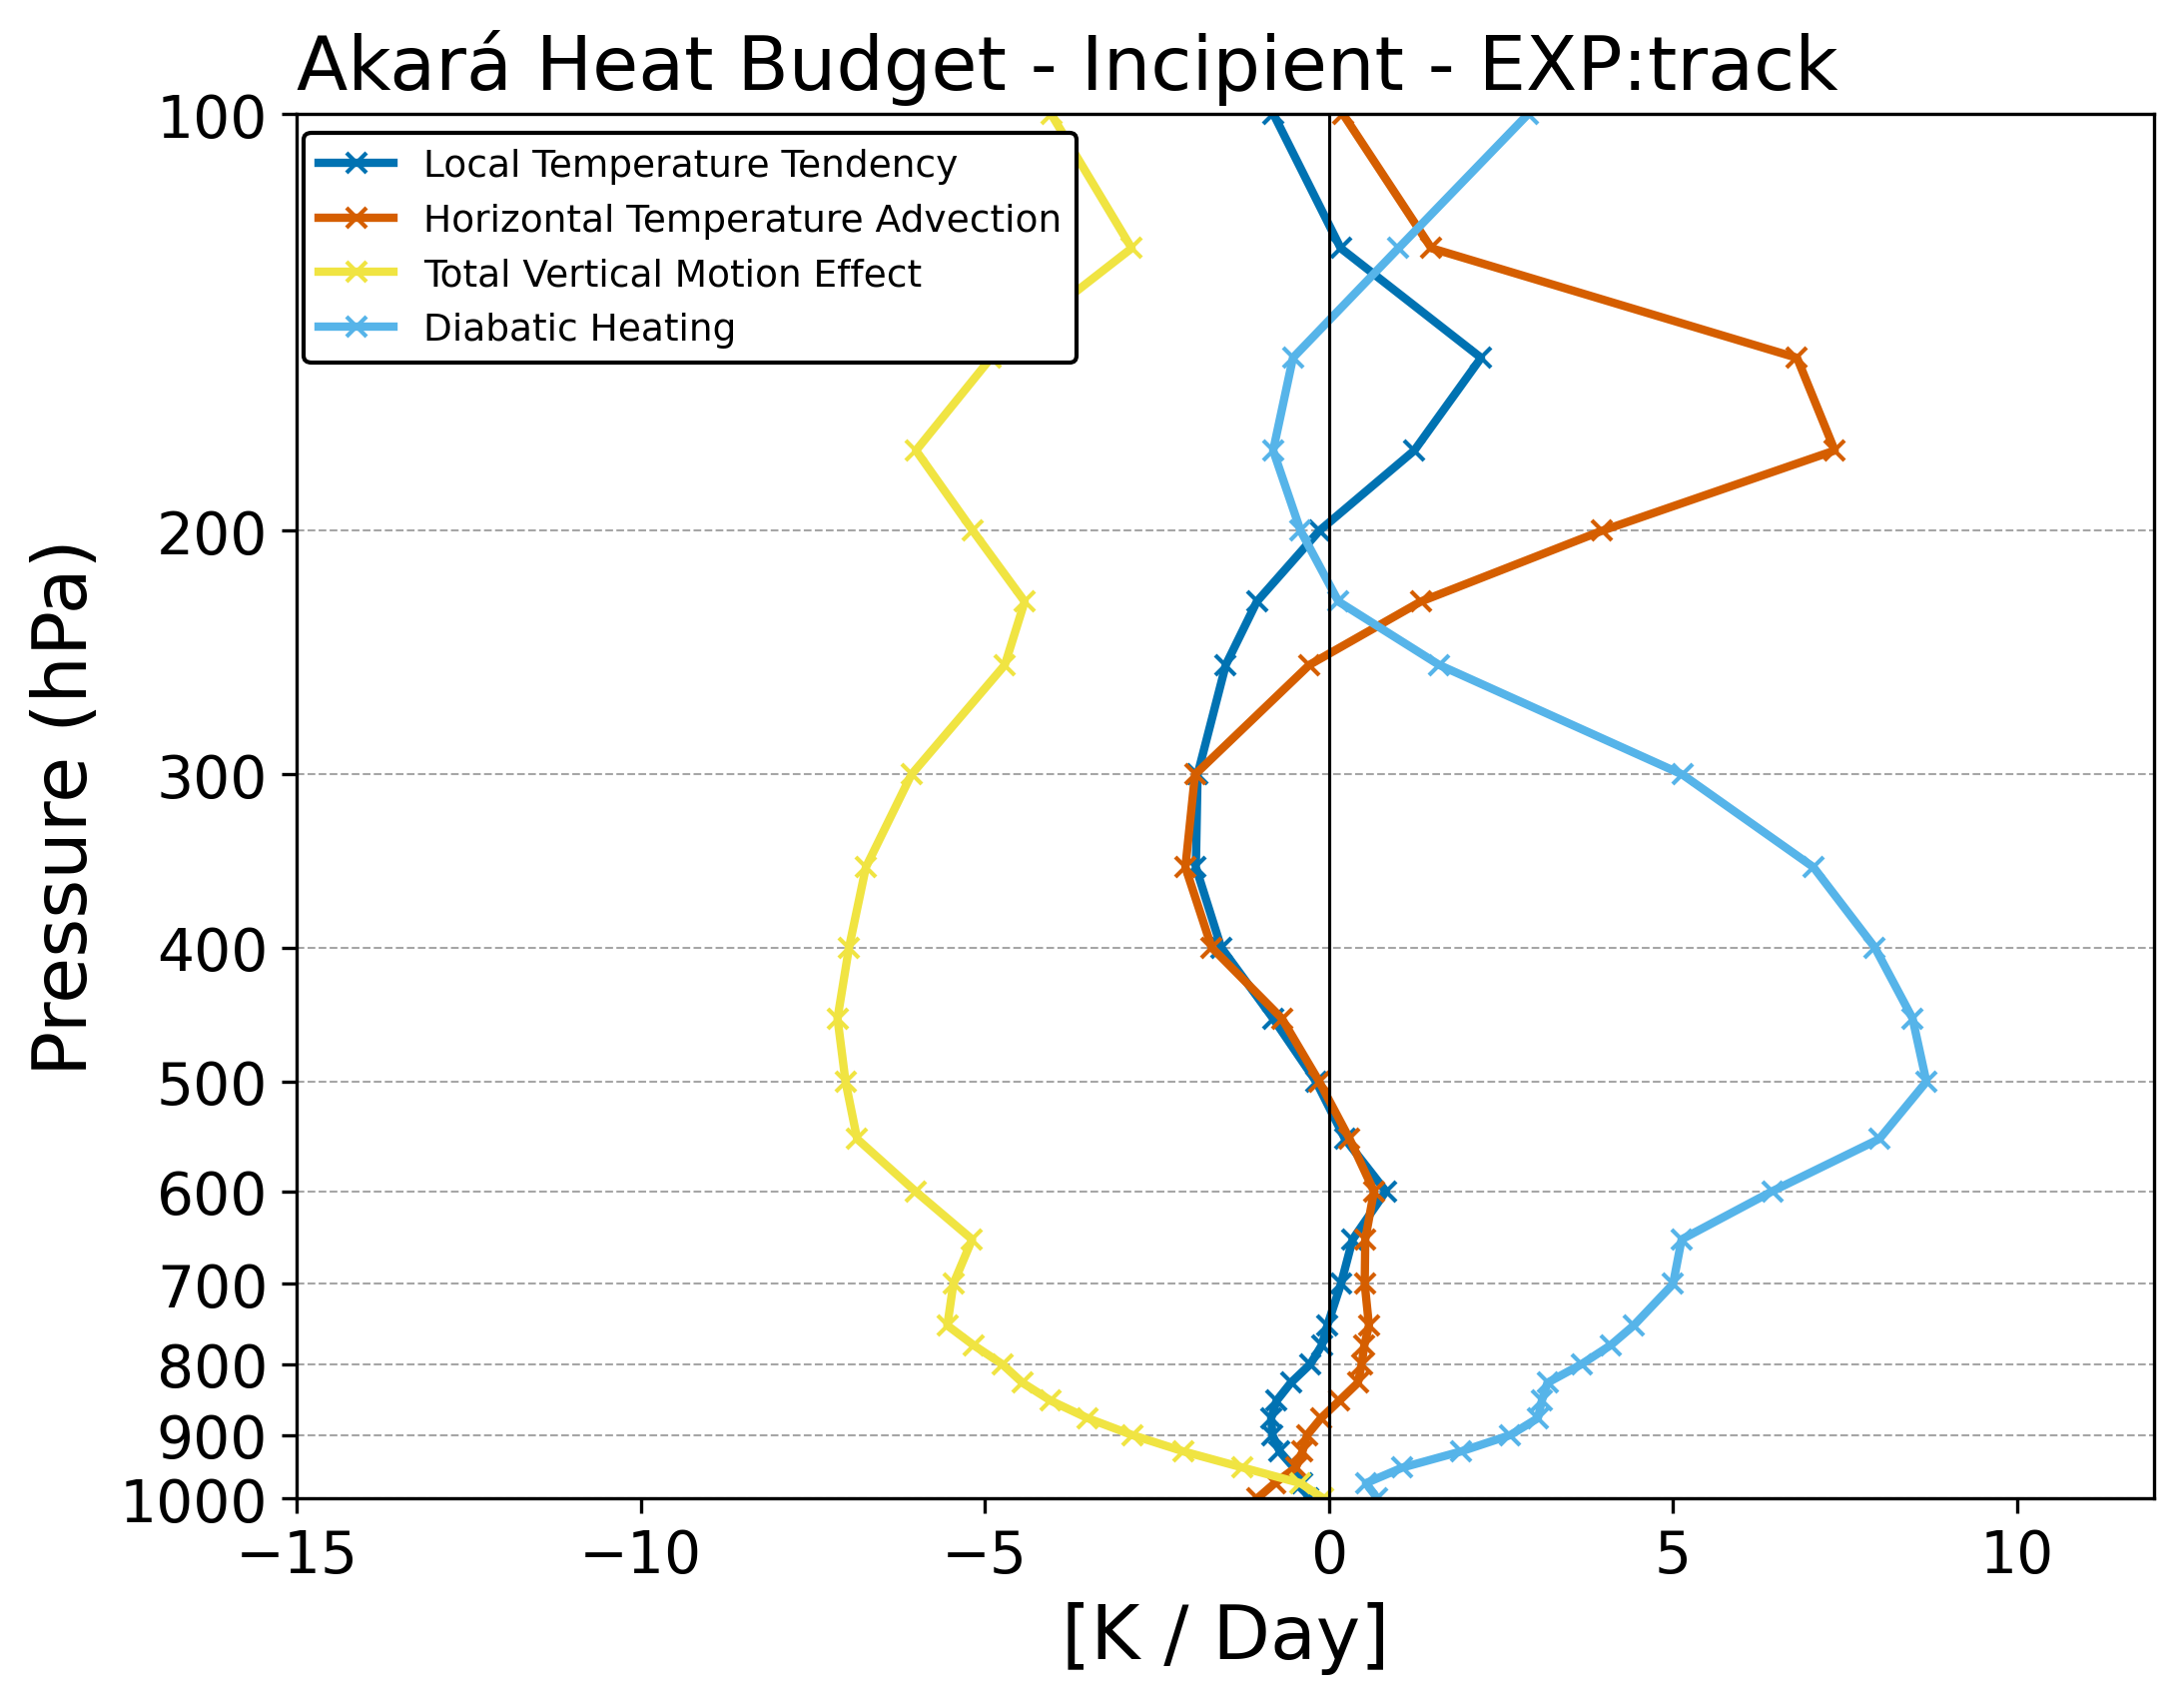 Akará Heat Budget - Incipient - EXP:track
Local Temperature Tendency
Horizontal Temperature Advection
Total Vertical Motion Effect
Diabatic Heating
Pressure (hPa)
100
200
300
400
500
600
700
800
900
1000
−15 −10 −5 0 5 10
[K / Day]